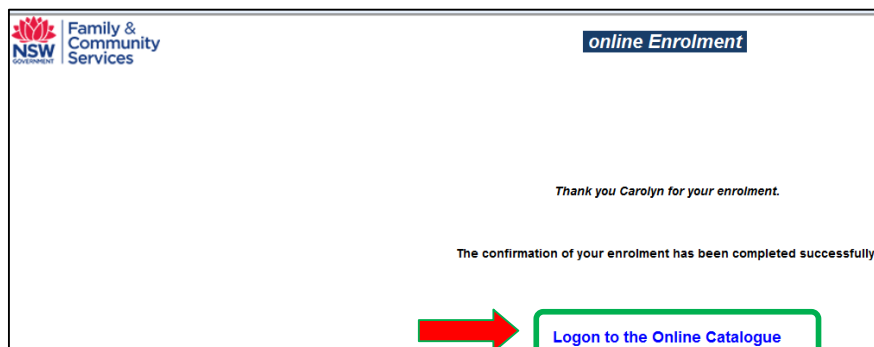 Family &
Community
Services
NSW
GOVERNMENT
online Enrolment
Thank you Carolyn for your enrolment.
The confirmation of your enrolment has been completed successfully
Logon to the Online Catalogue